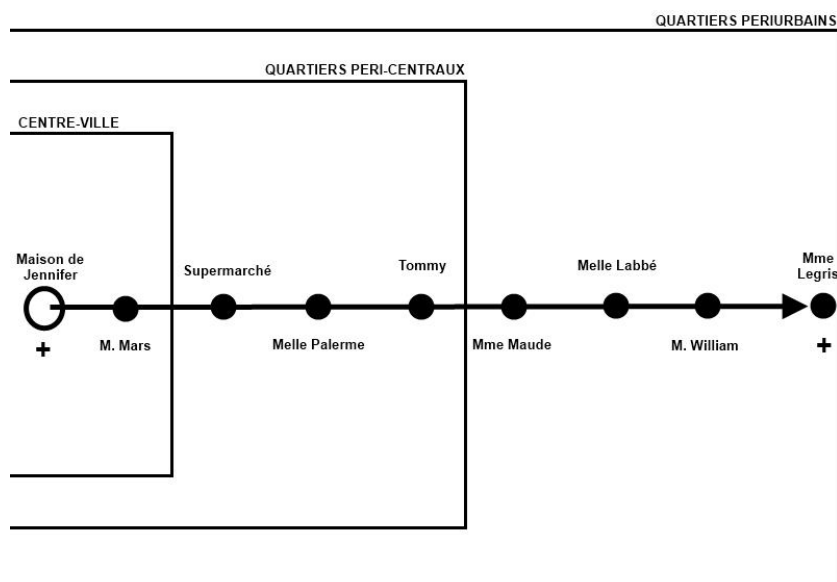 QUARTIERS PERIURBAINS
QUARTIERS PERI-CENTRAUX
CENTRE-VILLE
Maison de
Jennifer
+
M. Mars
Supermarché
Melle Palerme
Tommy
Mme Maude
Melle Labbé
M. William
Mme
Legris
+